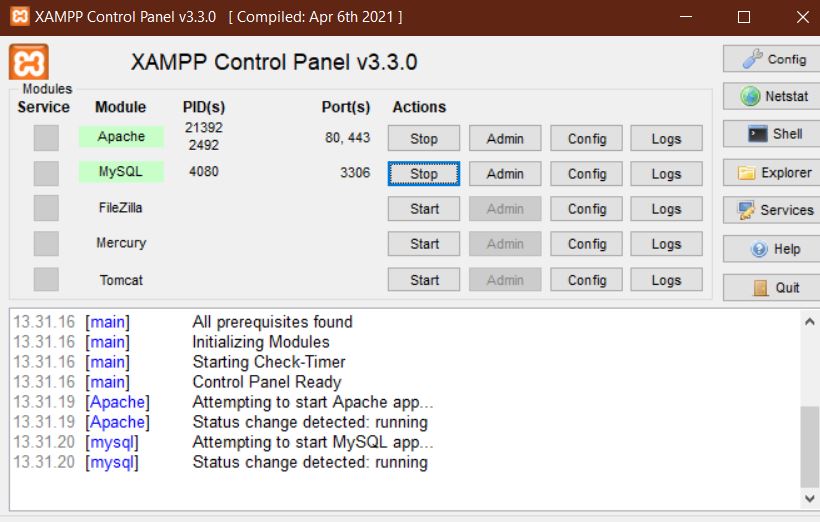 XAMPP Control Panel v3.3.0 [ Compiled: Apr 6th 2021 ]
XAMPP Control Panel v3.3.0
Config
Modules
Service Module PID(s) Port(s) Actions
Netstat
Apache 21392 2492 80, 443 Stop Admin Config Logs
Shell
MySQL 4080 3306 Stop Admin Config Logs
Explorer
FileZilla Start Admin Config Logs
Services
Mercury Start Admin Config Logs
Help
Tomcat Start Admin Config Logs
Quit
13.31.16 [main] All prerequisites found
13.31.16 [main] Initializing Modules
13.31.16 [main] Starting Check-Timer
13.31.16 [main] Control Panel Ready
13.31.19 [Apache] Attempting to start Apache app...
13.31.19 [Apache] Status change detected: running
13.31.20 [mysql] Attempting to start MySQL app...
13.31.20 [mysql] Status change detected: running